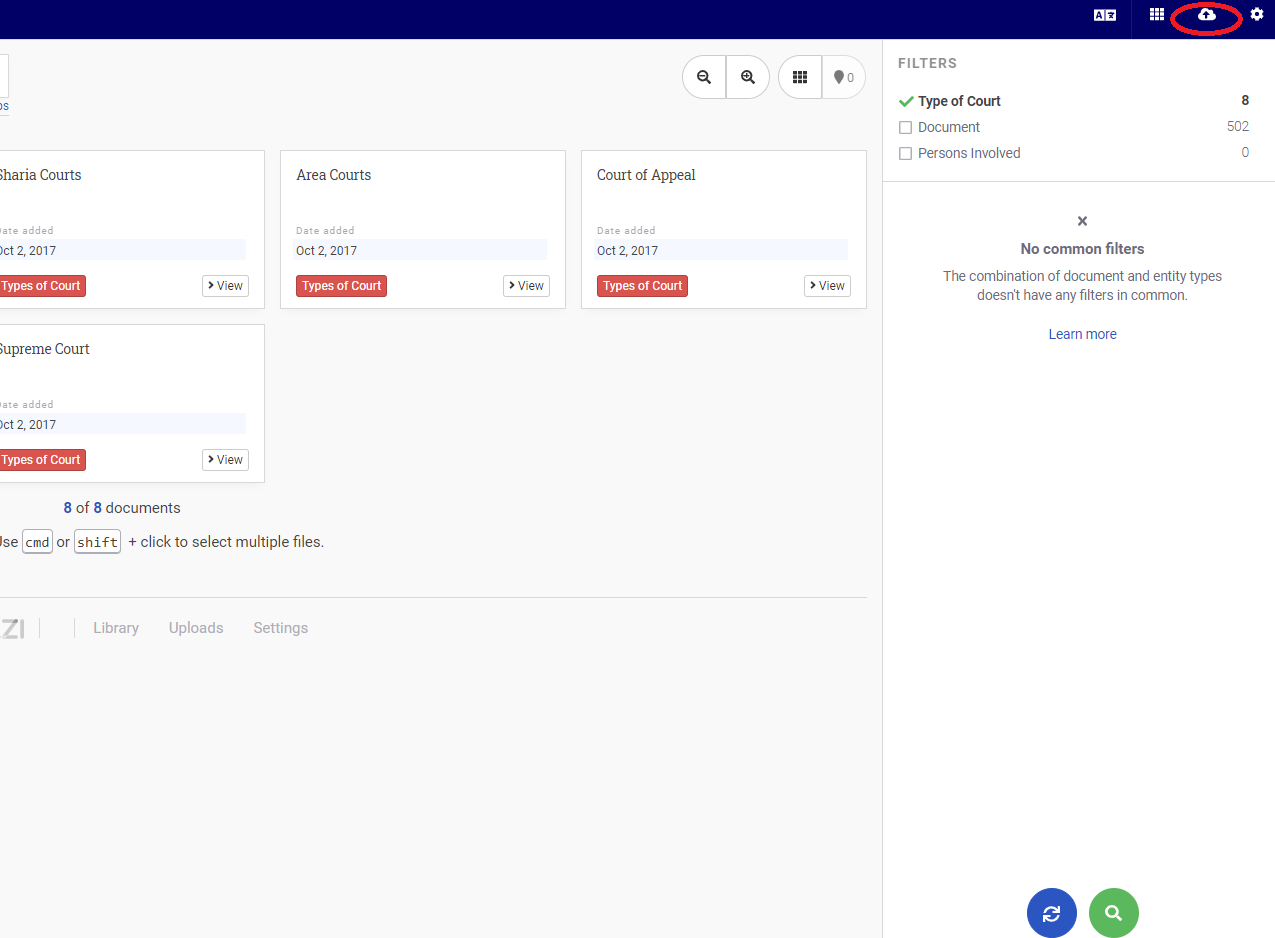 FILTERS
Type of Court 8
Document 502
Persons Involved 0
0
Sharia Courts
Date added
Oct 2, 2017
Types of Court
View
Area Courts
Date added
Oct 2, 2017
Types of Court
View
Court of Appeal
Date added
Oct 2, 2017
Types of Court
View
Supreme Court
Date added
Oct 2, 2017
Types of Court
View
8 of 8 documents
Use cmd or shift + click to select multiple files.
ZI
Library Uploads Settings
No common filters
The combination of document and entity types
doesn't have any filters in common.
Learn more